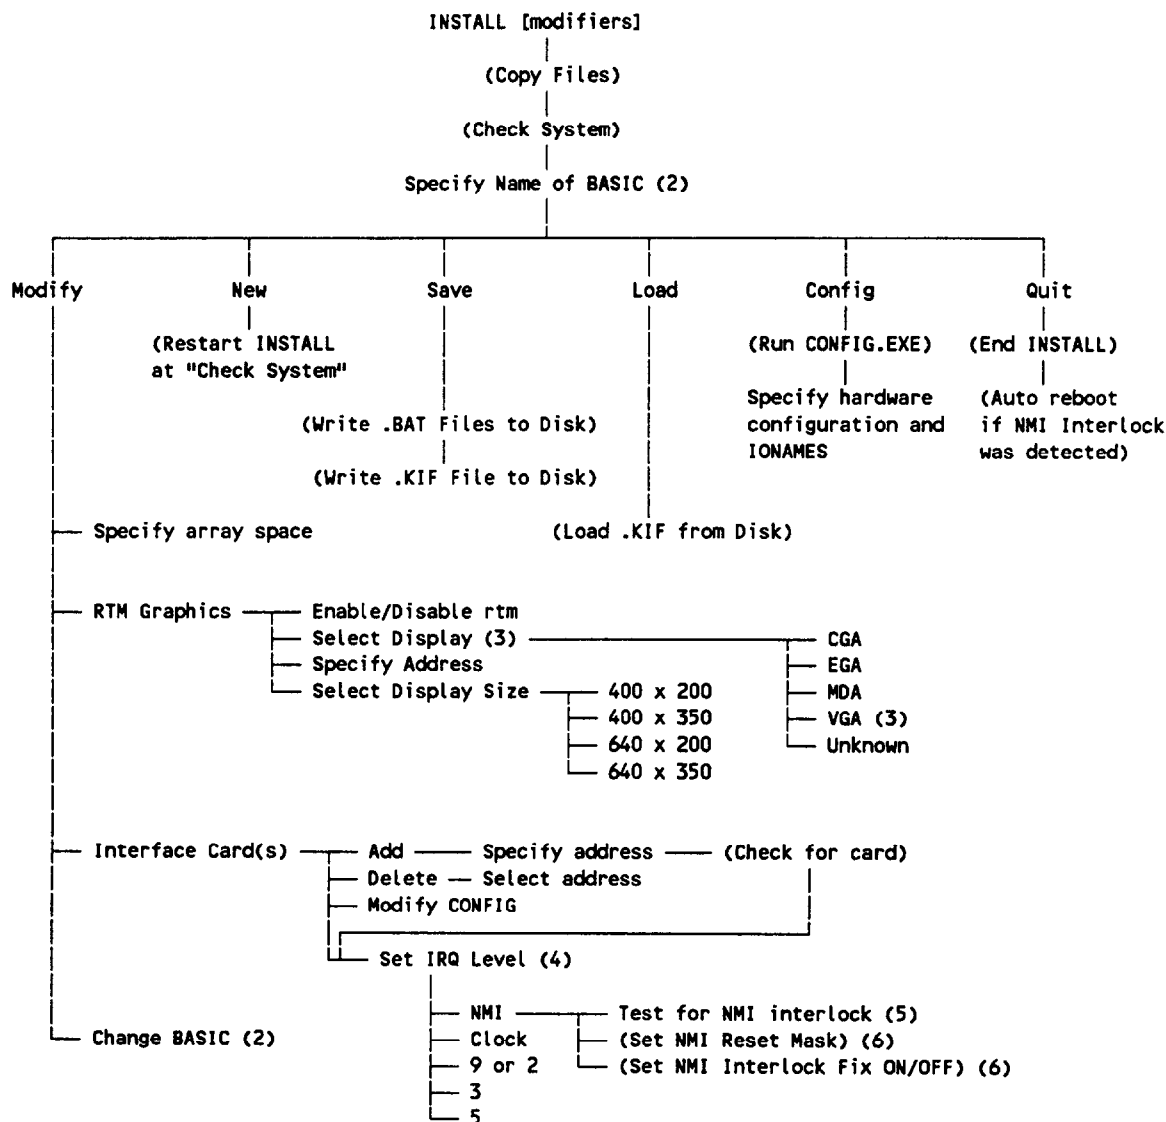 INSTALL [modifiers]
(Copy Files)
(Check System)
Specify Name of BASIC (2)
Modify New Save Load Config Quit
(Restart INSTALL (Run CONFIG.EXE) (End INSTALL)
at "Check System"
Specify hardware (Auto reboot
(Write .BAT Files to Disk) configuration and if NMI Interlock
IONAMES was detected)
(Write .KIF File to Disk)
Specify array space (Load .KIF from Disk)
RTM Graphics Enable/Disable rtm
Select Display (3) CGA
Specify Address EGA
Select Display Size 400 x 200 MDA
400 x 350 VGA (3)
640 x 200 Unknown
640 x 350
Interface Card(s) Add Specify address (Check for card)
Delete Select address
Modify CONFIG
Set IRQ Level (4)
NMI Test for NMI interlock (5)
Change BASIC (2) Clock (Set NMI Reset Mask) (6)
9 or 2 (Set NMI Interlock Fix ON/OFF) (6)
3
5